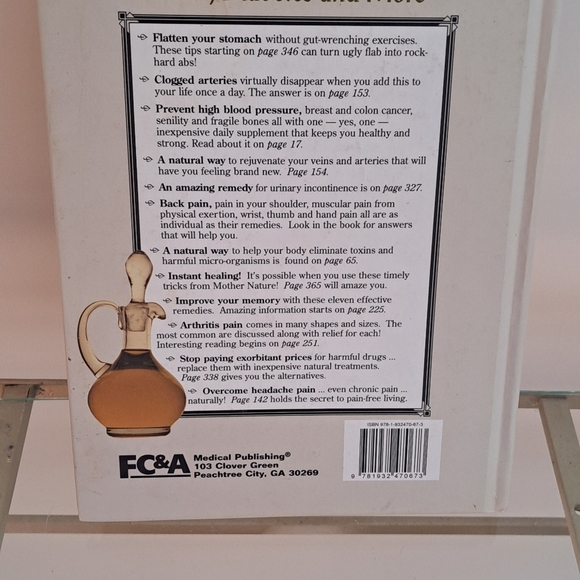 and More
Flatten your stomach without gut-wrenching exercises.
These tips starting on page 346 can turn ugly flab into rock-
hard abs!
Clogged arteries virtually disappear when you add this to
your life once a day. The answer is on page 153.
Prevent high blood pressure, breast and colon cancer,
senility and fragile bones all with one — yes, one —
inexpensive daily supplement that keeps you healthy and
strong. Read about it on page 17.
A natural way to rejuvenate your veins and arteries that will
have you feeling brand new. Page 154.
An amazing remedy for urinary incontinence is on page 327.
Back pain, pain in your shoulder, muscular pain from
physical exertion, wrist, thumb and hand pain all are as
individual as their remedies. Look in the book for answers
that will help you.
A natural way to help your body eliminate toxins and
harmful micro-organisms is found on page 65.
Instant healing! It's possible when you use these timely
tricks from Mother Nature! Page 365 will amaze you.
Improve your memory with these eleven effective
remedies. Amazing information starts on page 225.
Arthritis pain comes in many shapes and sizes. The
most common are discussed along with relief for each!
Interesting reading begins on page 251.
Stop paying exorbitant prices for harmful drugs ...
replace them with inexpensive natural treatments.
Page 338 gives you the alternatives.
Overcome headache pain ... even chronic pain ...
naturally! Page 142 holds the secret to pain-free living.
FC&A Medical Publishing®
103 Clover Green
Peachtree City, GA 30269
ISBN 978-1-932470-67-3
9 781932 470673